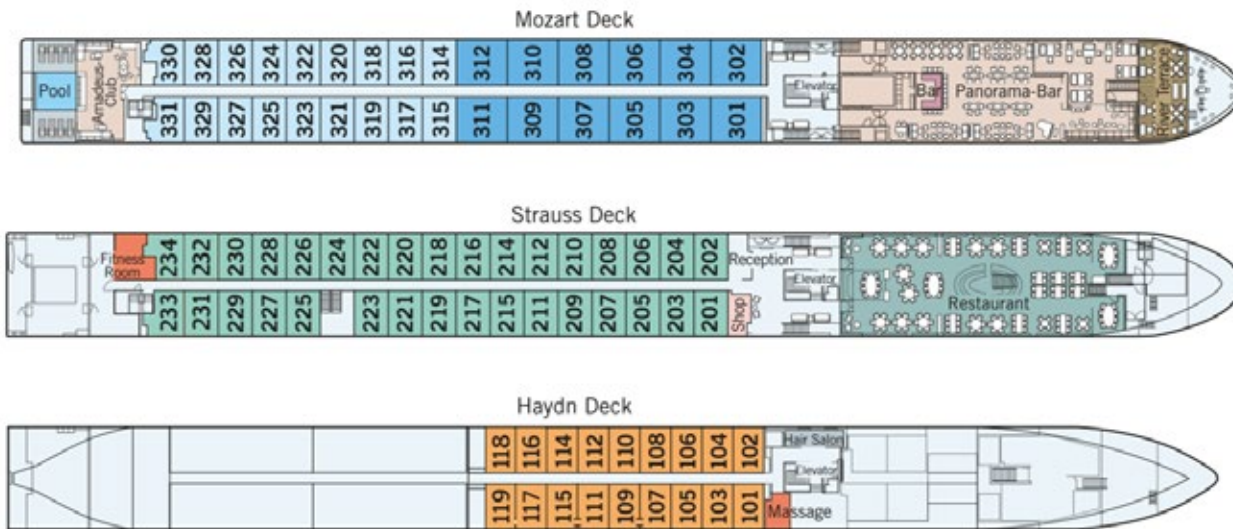 Mozart Deck
330 328 326 324 322 320 318 316 314 312 310 308 306 304 302
Pool
Amadeus-
Club
Elevator
Bar
Panorama-Bar
River Terrace
331 329 327 325 323 321 319 317 315 311 309 307 305 303 301
Strauss Deck
234 232 230 228 226 224 222 220 218 216 214 212 210 208 206 204 202
Fitness
Room
Reception
Elevator
Restaurant
233 231 229 227 225 223 221 219 217 215 211 209 207 205 203 201
Shop
Haydn Deck
118 116 114 112 110 108 106 104 102
Hair Salon
Elevator
119 117 115 111 109 107 105 103 101
Massage